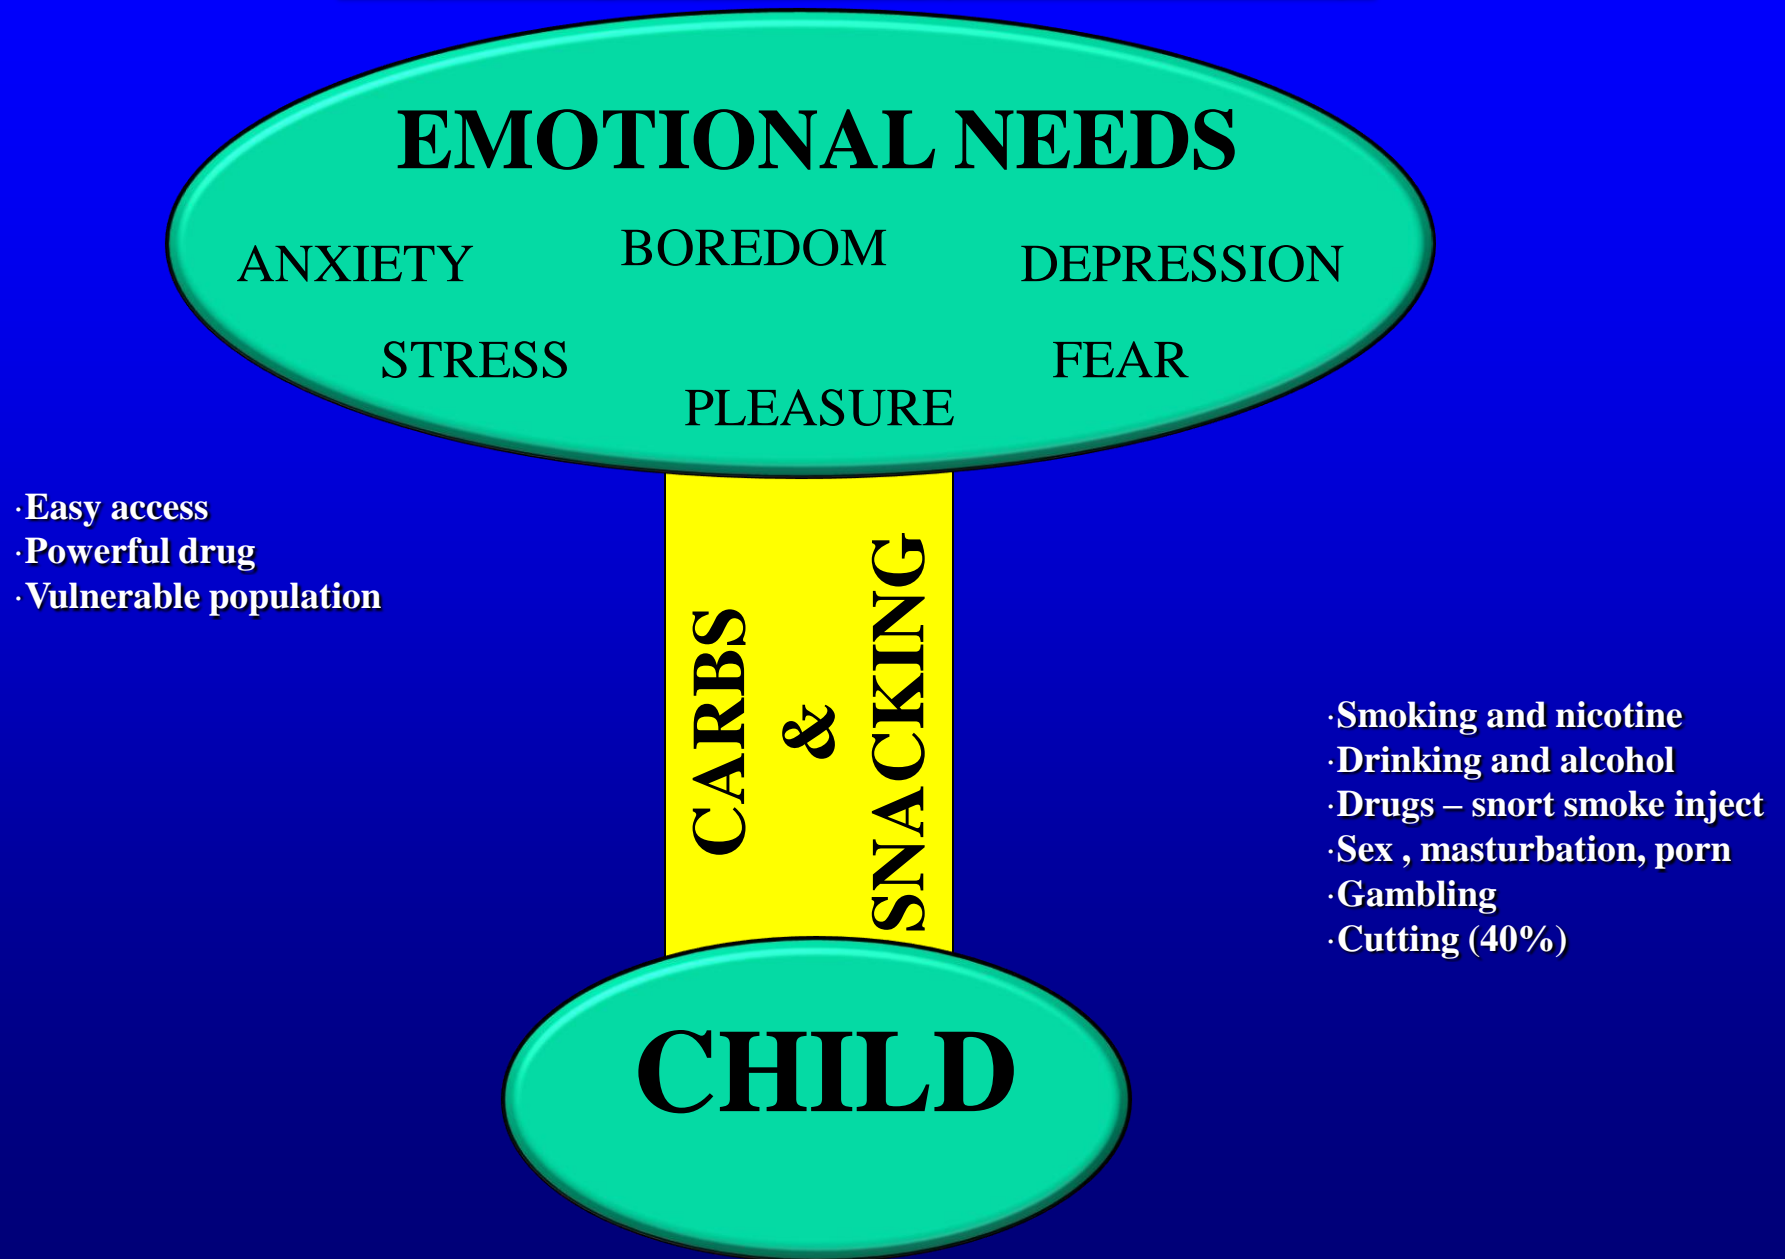 EMOTIONAL NEEDS
ANXIETY
BOREDOM
DEPRESSION
STRESS
PLEASURE
FEAR
·Easy access
·Powerful drug
·Vulnerable population
CARBS
&
SNACKING
·Smoking and nicotine
·Drinking and alcohol
·Drugs – snort smoke inject
·Sex , masturbation, porn
·Gambling
·Cutting (40%)
CHILD